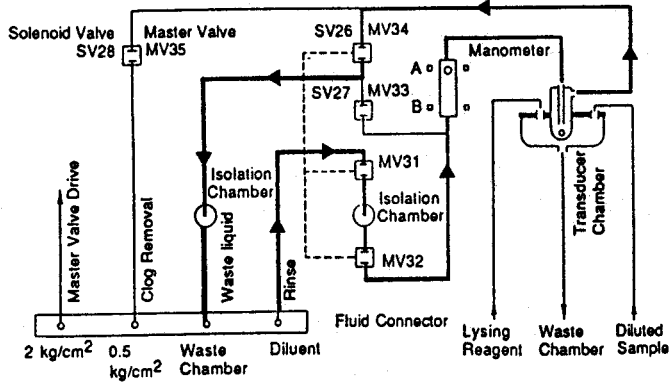 Solenoid Valve
SV28
Master Valve
MV35
SV26
MV34
Manometer
A
SV27
MV33
B
MV31
Isolation
Chamber
Isolation
Chamber
MV32
Master Valve Drive
Clog Removal
Waste liquid
Rinse
Transducer
Chamber
Fluid Connector
2 kg/cm2
0.5
kg/cm2
Waste
Chamber
Diluent
Lysing
Reagent
Waste
Chamber
Diluted
Sample